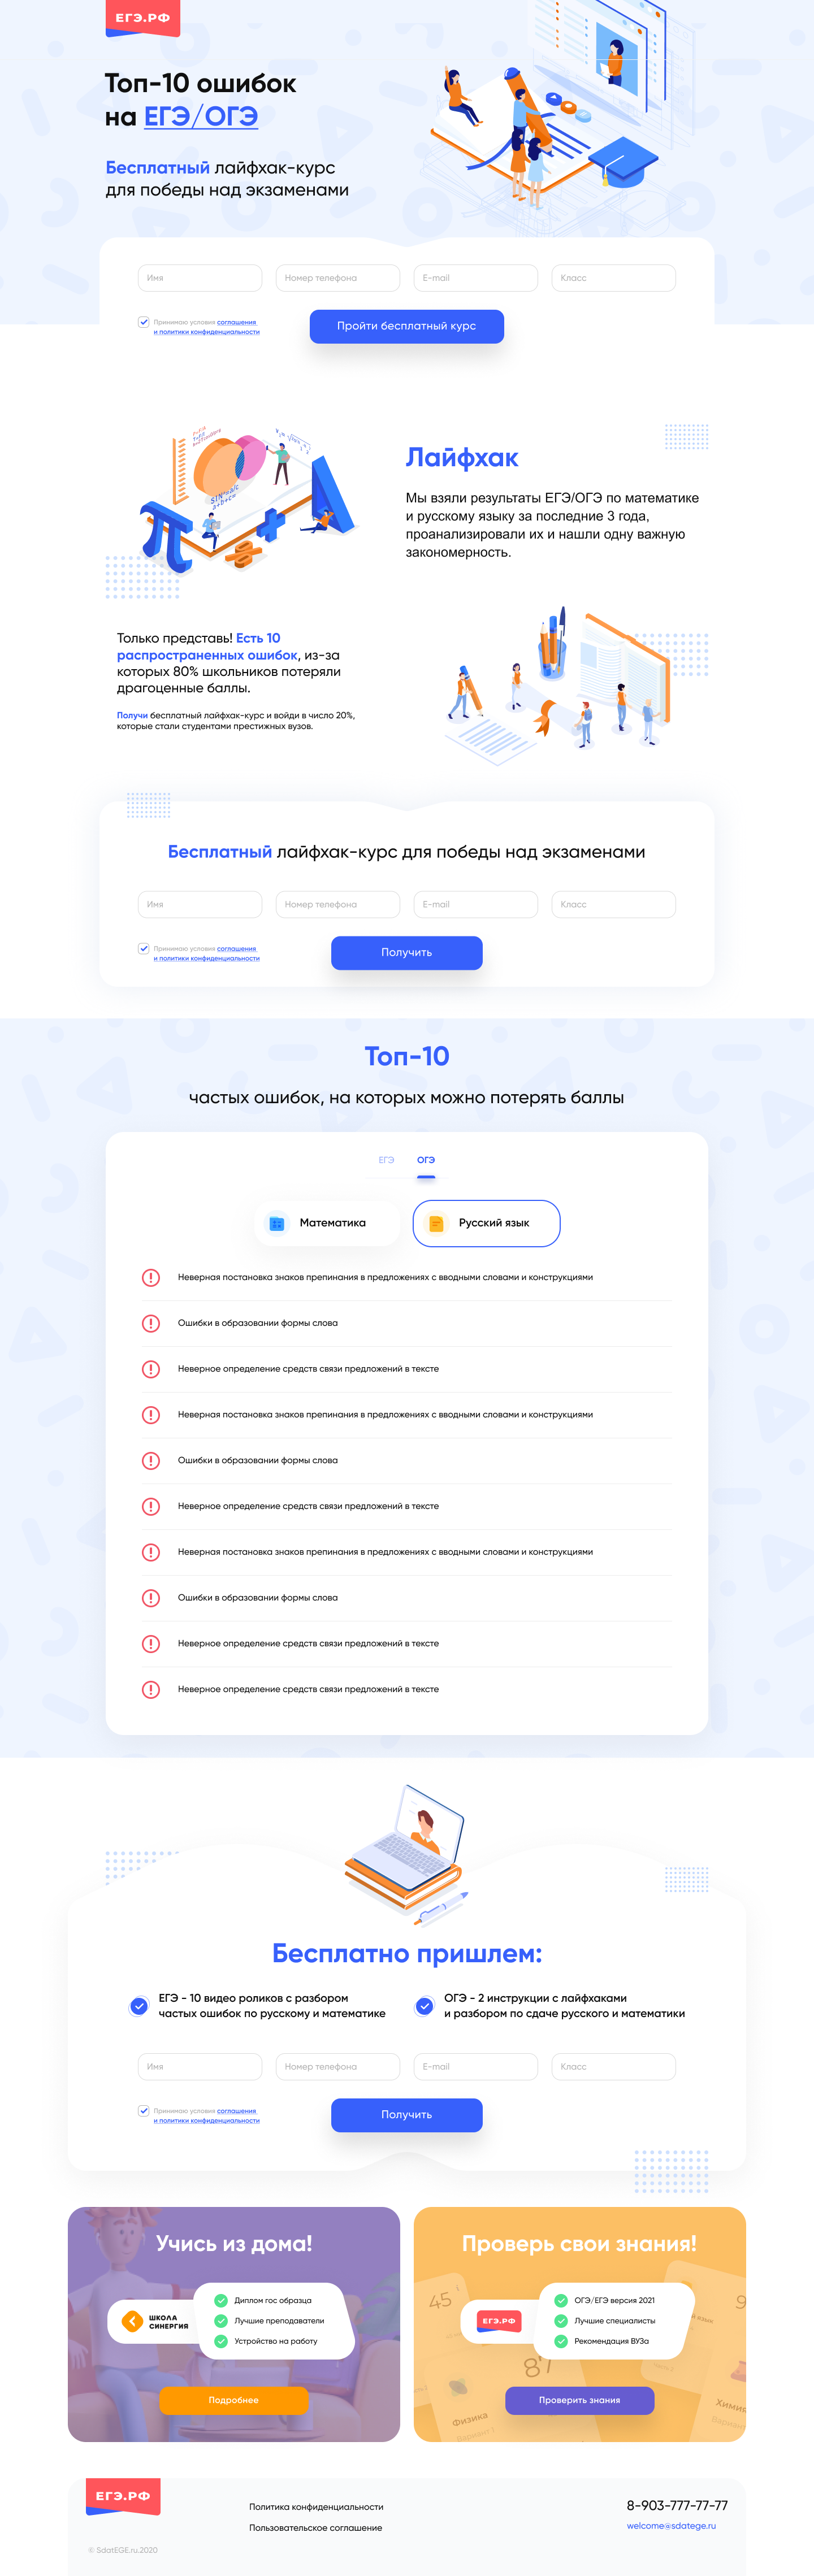 ЕГЭ.РФ
Топ-10 ошибок
на ЕГЭ/ОГЭ
Бесплатный лайфхак-курс
для победы над экзаменами
Имя
Номер телефона
E-mail
Класс
Принимаю условия соглашения
и политики конфиденциальности
Пройти бесплатный курс
Лайфхак
Мы взяли результаты ЕГЭ/ОГЭ по математике
и русскому языку за последние 3 года,
проанализировали их и нашли одну важную
закономерность.
Только представь! Есть 10
распространенных ошибок, из-за
которых 80% школьников потеряли
драгоценные баллы.
Получи бесплатный лайфхак-курс и войди в число 20%,
которые стали студентами престижных вузов.
Бесплатный лайфхак-курс для победы над экзаменами
Имя
Номер телефона
E-mail
Класс
Принимаю условия соглашения
и политики конфиденциальности
Получить
Топ-10
частых ошибок, на которых можно потерять баллы
ЕГЭ
ОГЭ
Математика
Русский язык
Неверная постановка знаков препинания в предложениях с вводными словами и конструкциями
Ошибки в образовании формы слова
Неверное определение средств связи предложений в тексте
Неверная постановка знаков препинания в предложениях с вводными словами и конструкциями
Ошибки в образовании формы слова
Неверное определение средств связи предложений в тексте
Неверная постановка знаков препинания в предложениях с вводными словами и конструкциями
Ошибки в образовании формы слова
Неверное определение средств связи предложений в тексте
Неверное определение средств связи предложений в тексте
Бесплатно пришлем:
ЕГЭ - 10 видео роликов с разбором
частых ошибок по русскому и математике
ОГЭ - 2 инструкции с лайфхаками
и разбором по сдаче русского и математики
Имя
Номер телефона
E-mail
Класс
Принимаю условия соглашения
и политики конфиденциальности
Получить
Учись из дома!
ШКОЛА
СИНЕРГИЯ
Диплом гос образца
Лучшие преподаватели
Устройство на работу
Подробнее
Проверь свои знания!
45
ЕГЭ.РФ
ОГЭ/ЕГЭ версия 2021
Лучшие специалисты
Рекомендация ВУЗа
87
Физика
Химия
Проверить знания
ЕГЭ.РФ
© SdatEGE.ru.2020
Политика конфиденциальности
Пользовательское соглашение
8-903-777-77-77
welcome@sdatege.ru